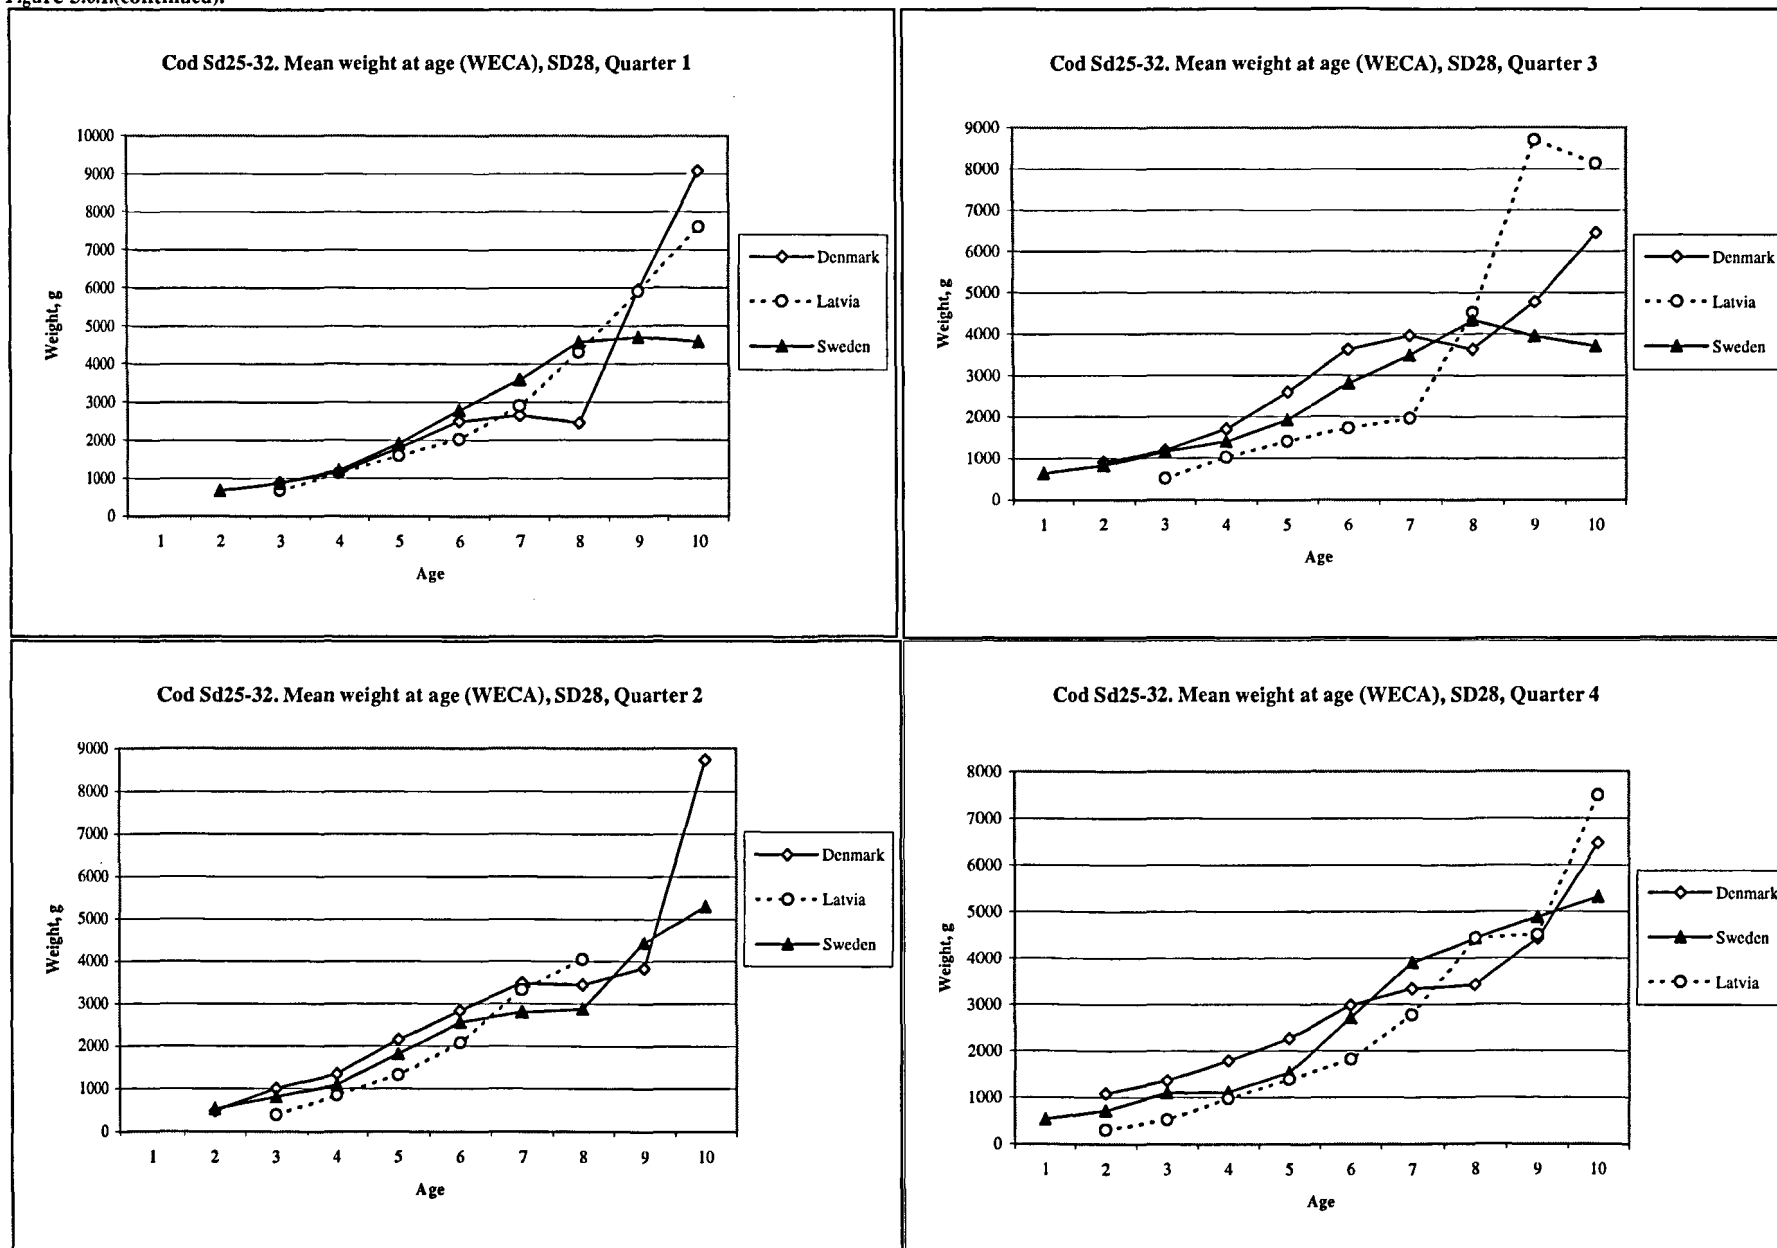 Figure 3.6.1.(continued).
Cod Sd25-32. Mean weight at age (WECA), SD28, Quarter 1
10000
9000
8000
7000
6000
5000
4000
3000
2000
1000
0
Weight, g
1 2 3 4 5 6 7 8 9 10
Age
Denmark
Latvia
Sweden
Cod Sd25-32. Mean weight at age (WECA), SD28, Quarter 3
9000
8000
7000
6000
5000
4000
3000
2000
1000
0
Weight, g
1 2 3 4 5 6 7 8 9 10
Age
Denmark
Latvia
Sweden
Cod Sd25-32. Mean weight at age (WECA), SD28, Quarter 2
9000
8000
7000
6000
5000
4000
3000
2000
1000
0
Weight, g
1 2 3 4 5 6 7 8 9 10
Age
Denmark
Latvia
Sweden
Cod Sd25-32. Mean weight at age (WECA), SD28, Quarter 4
8000
7000
6000
5000
4000
3000
2000
1000
0
Weight, g
1 2 3 4 5 6 7 8 9 10
Age
Denmark
Sweden
Latvia